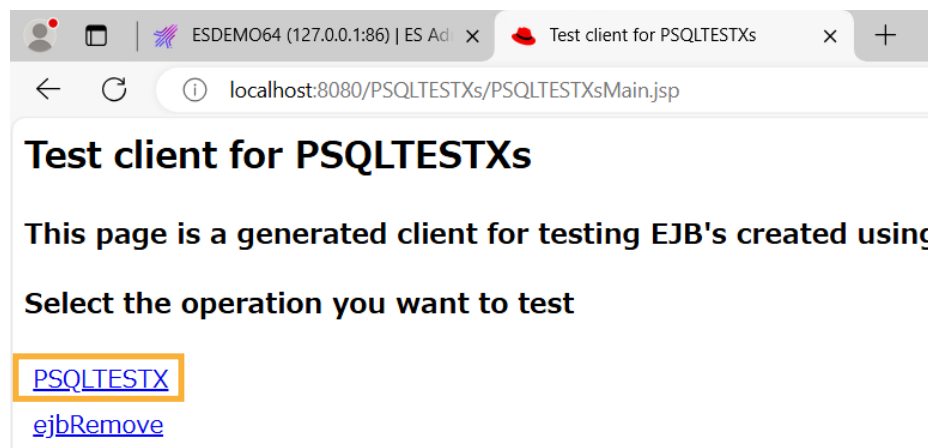 ESDEMO64 (127.0.0.1:86) | ES Ad
Test client for PSQLTESTXs
localhost:8080/PSQLTESTXs/PSQLTESTXsMain.jsp
Test client for PSQLTESTXs
This page is a generated client for testing EJB's created using
Select the operation you want to test
PSQLTESTX
ejbRemove